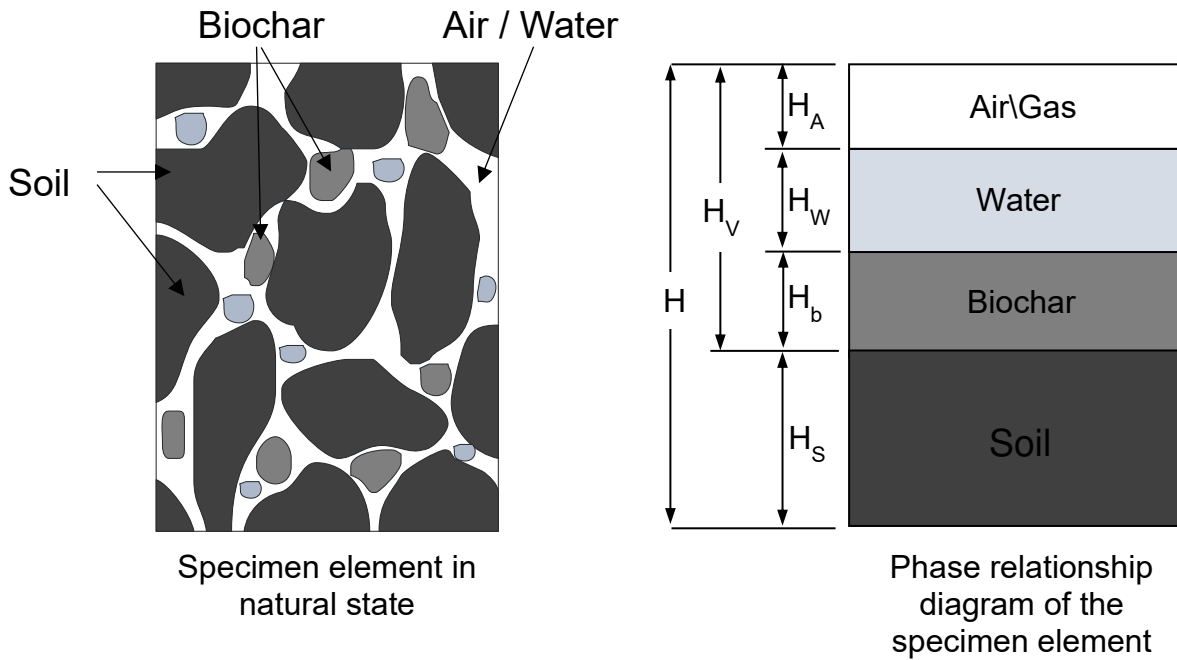 Biochar
Air / Water
Soil
Specimen element in
natural state
H
H_V
H_A
H_W
H_b
H_S
Air\Gas
Water
Biochar
Soil
Phase relationship
diagram of the
specimen element